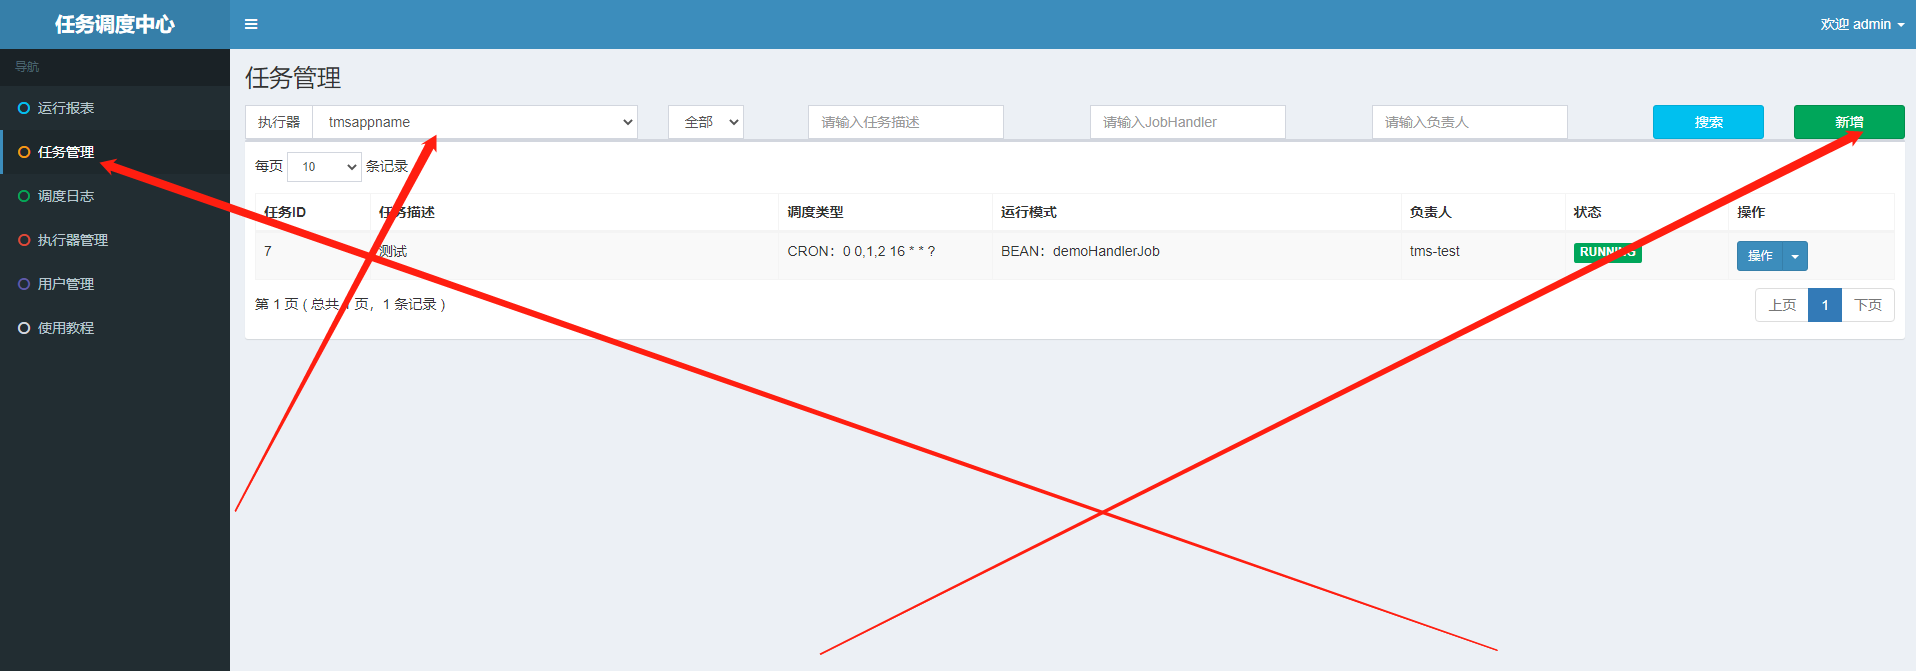 任务调度中心
欢迎 admin
导航
运行报表
任务管理
调度日志
执行器管理
用户管理
使用教程
任务管理
执行器 tmsappname 全部 请输入任务描述 请输入JobHandler 请输入负责人 搜索 新增
每页 10 条记录
任务ID 任务描述 调度类型 运行模式 负责人 状态 操作
7 测试 CRON：0 0,1,2 16 * * ? BEAN：demoHandlerJob tms-test RUNNING 操作
第 1 页 ( 总共 1 页，1 条记录 ) 上页 1 下页